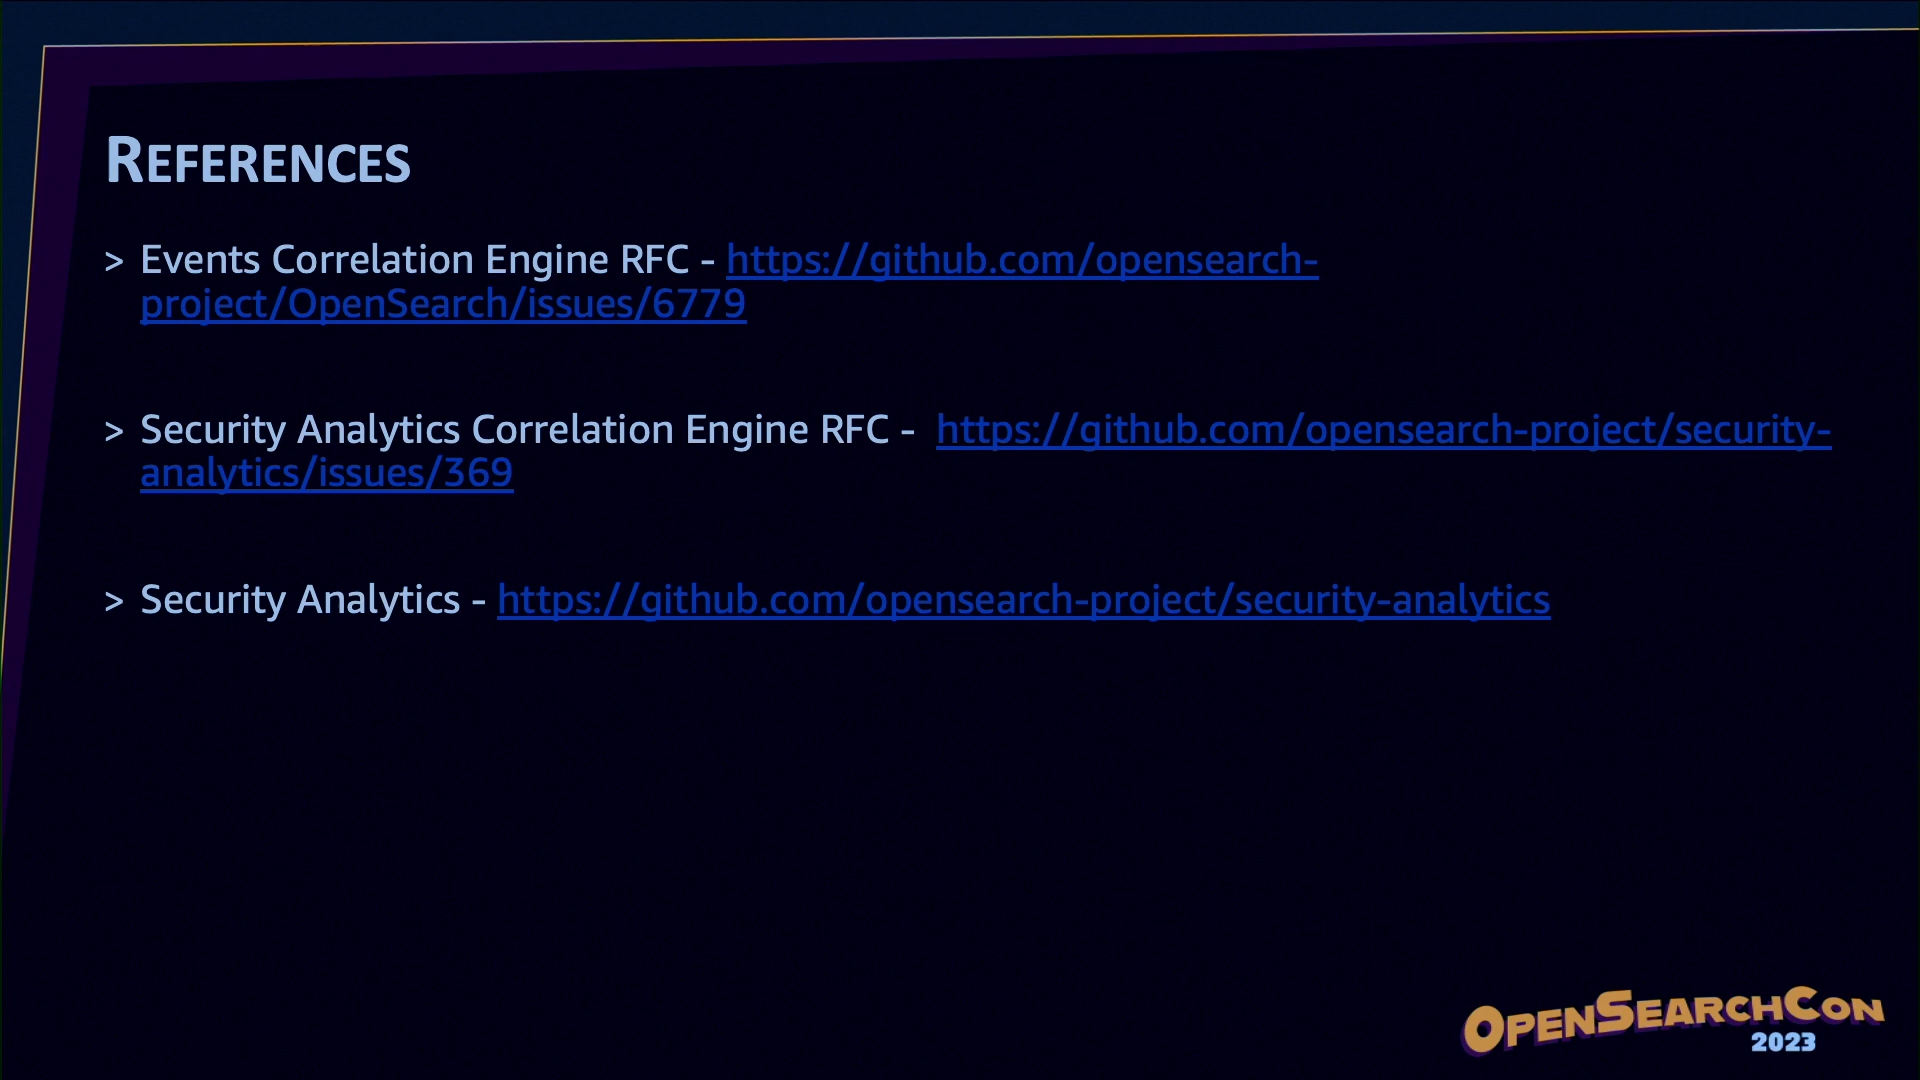 REFERENCES
> Events Correlation Engine RFC - https://github.com/opensearch-
project/OpenSearch/issues/6779
> Security Analytics Correlation Engine RFC - https://github.com/opensearch-project/security-
analytics/issues/369
> Security Analytics - https://github.com/opensearch-project/security-analytics
OPENSEARCHCON
2023